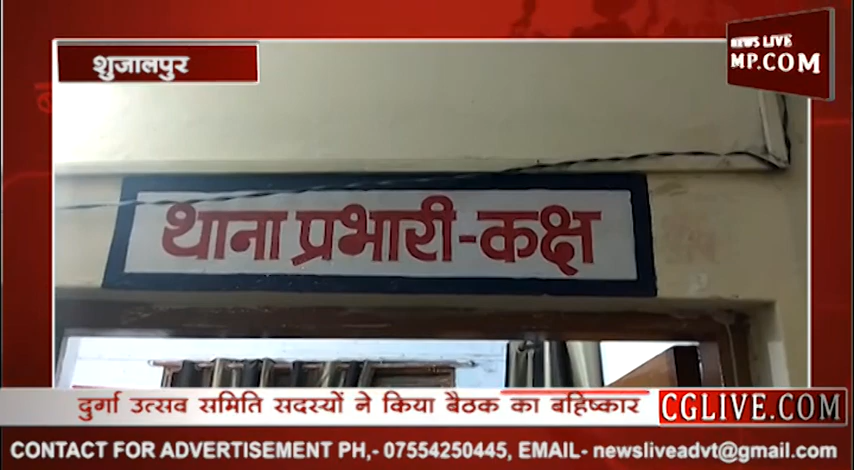 शुजालपुर
NEWS LIVE
MP.COM
थाना प्रभारी-कक्ष
दुर्गा उत्सव समिति सदस्यों ने किया बैठक का बहिष्कार
CGLIVE.COM
CONTACT FOR ADVERTISEMENT PH,- 07554250445, EMAIL- newsliveadvt@gmail.com